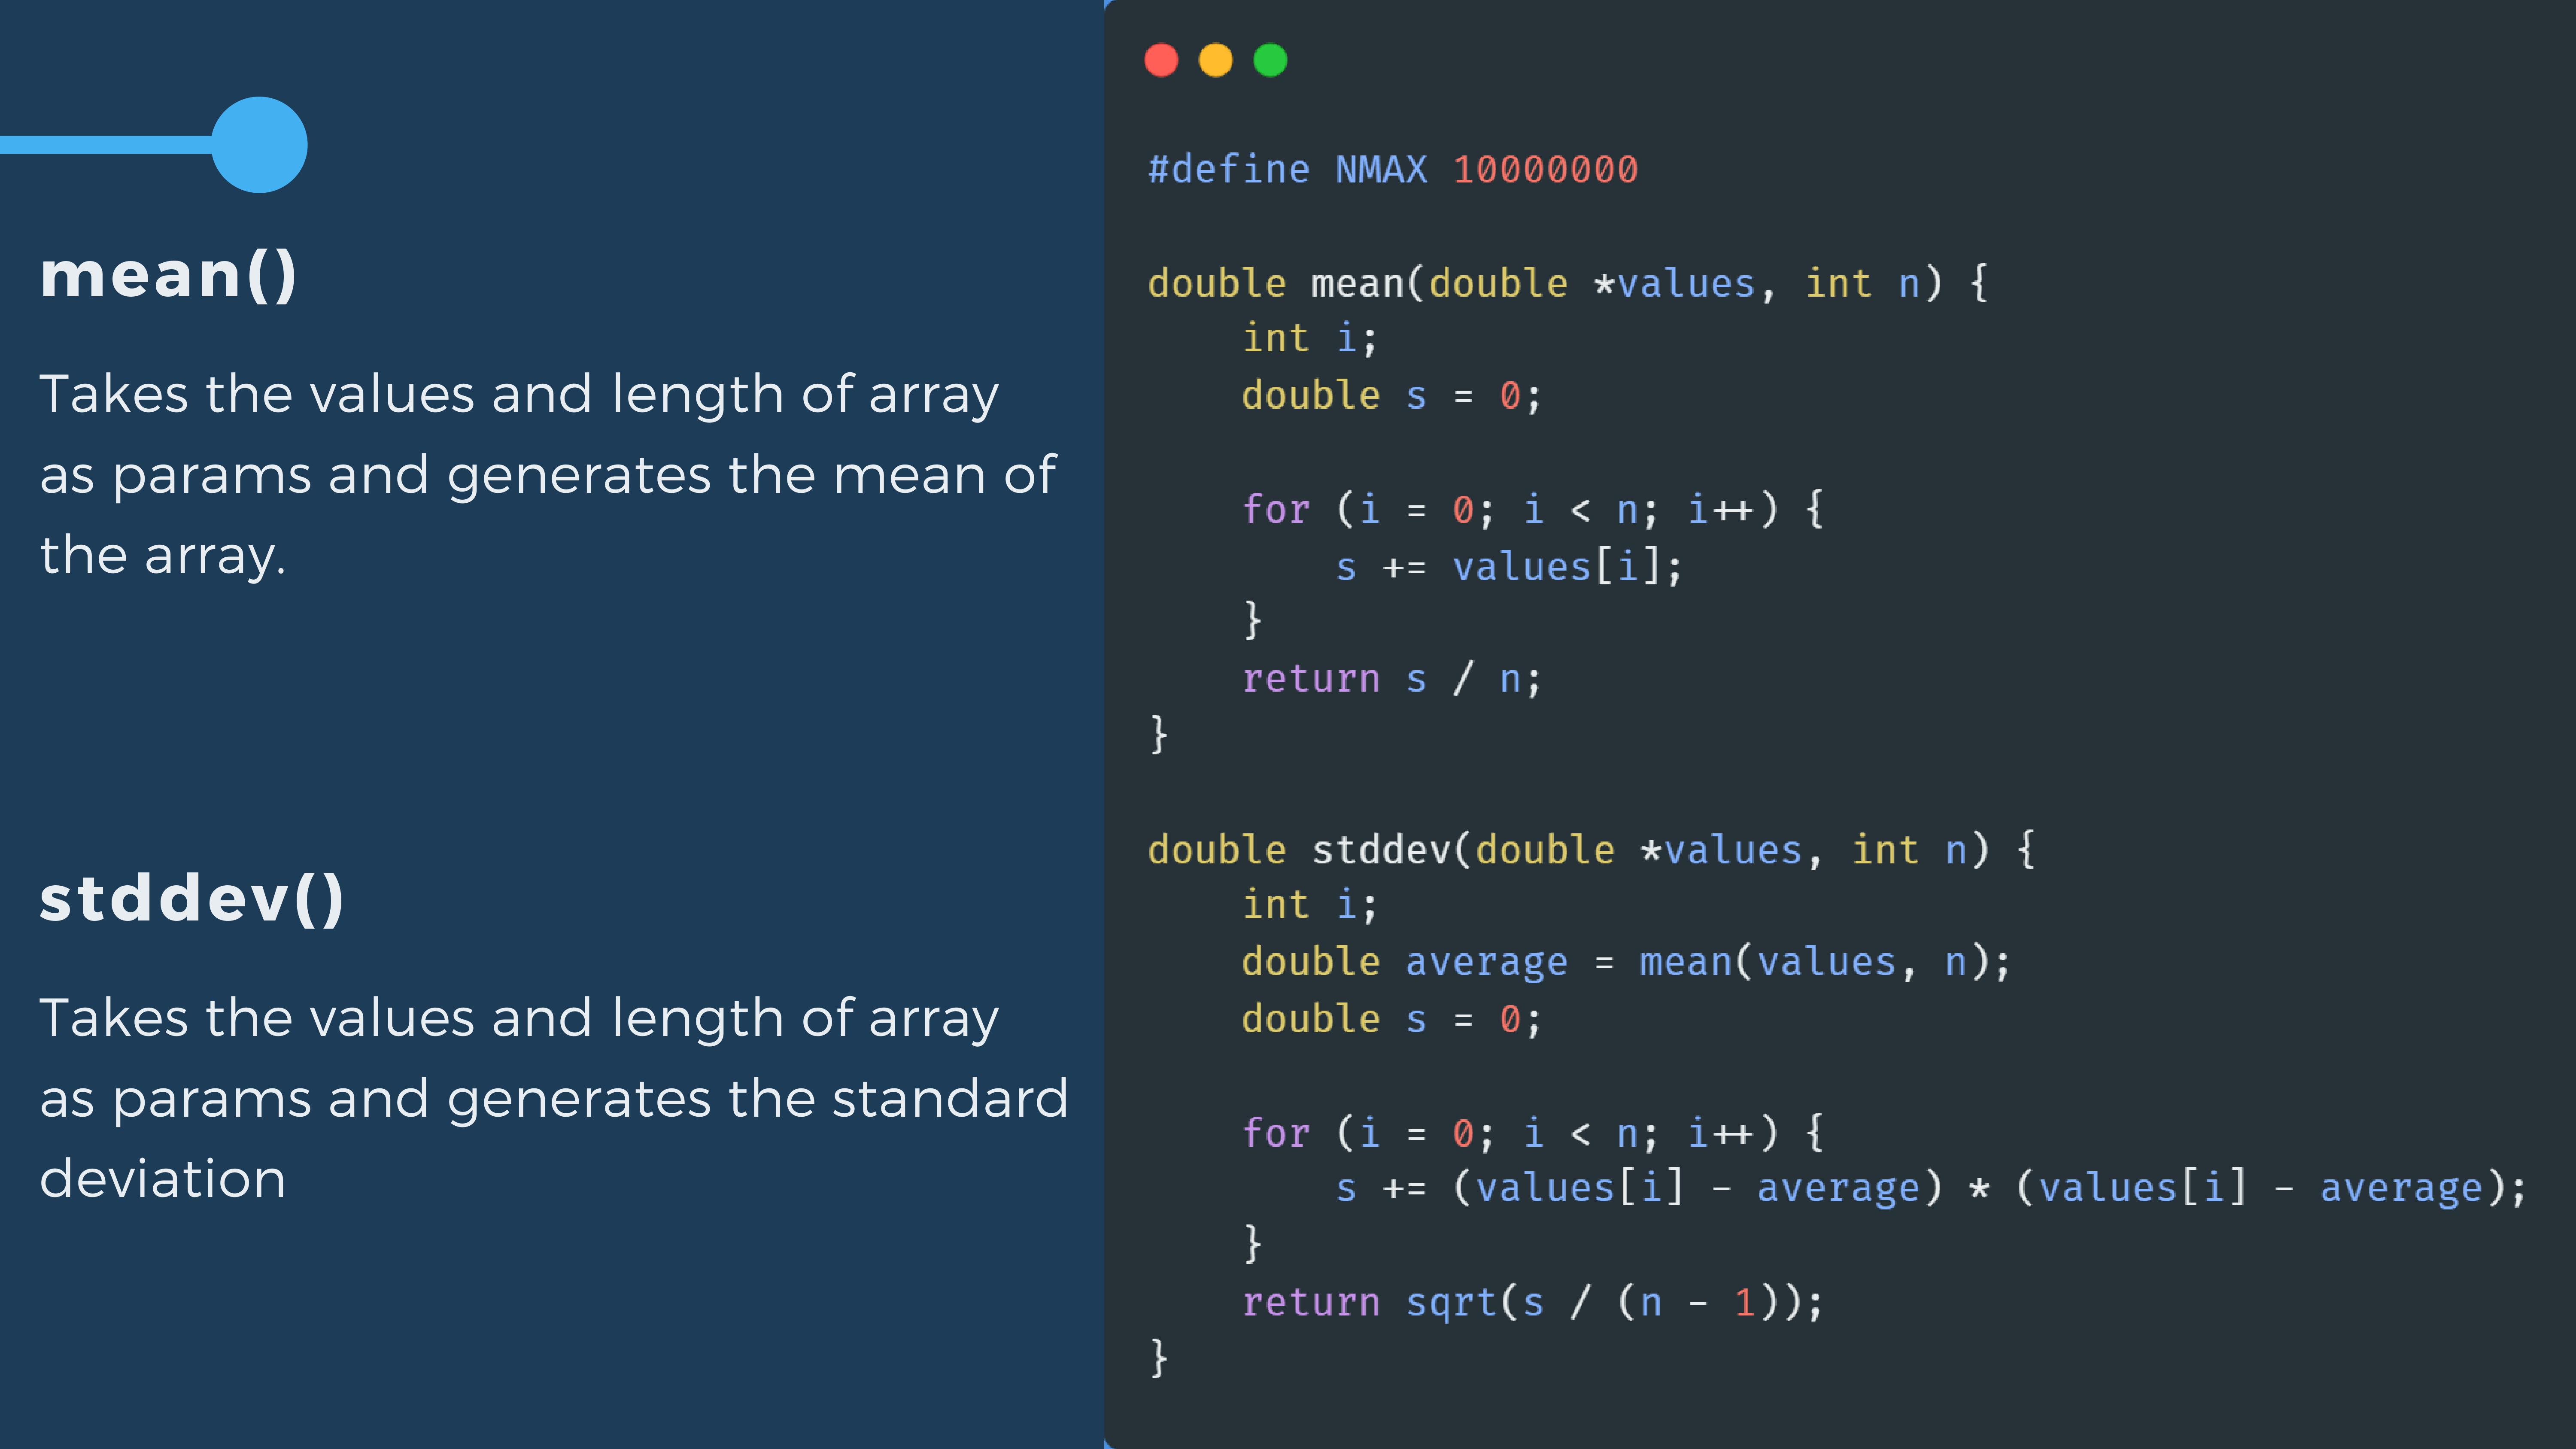 mean()
Takes the values and length of array
as params and generates the mean of
the array.
stddev()
Takes the values and length of array
as params and generates the standard
deviation
#define NMAX 10000000
double mean(double *values, int n) {
    int i;
    double s = 0;
    for (i = 0; i < n; i++) {
        s += values[i];
    }
    return s / n;
}
double stddev(double *values, int n) {
    int i;
    double average = mean(values, n);
    double s = 0;
    for (i = 0; i < n; i++) {
        s += (values[i] - average) * (values[i] - average);
    }
    return sqrt(s / (n - 1));
}